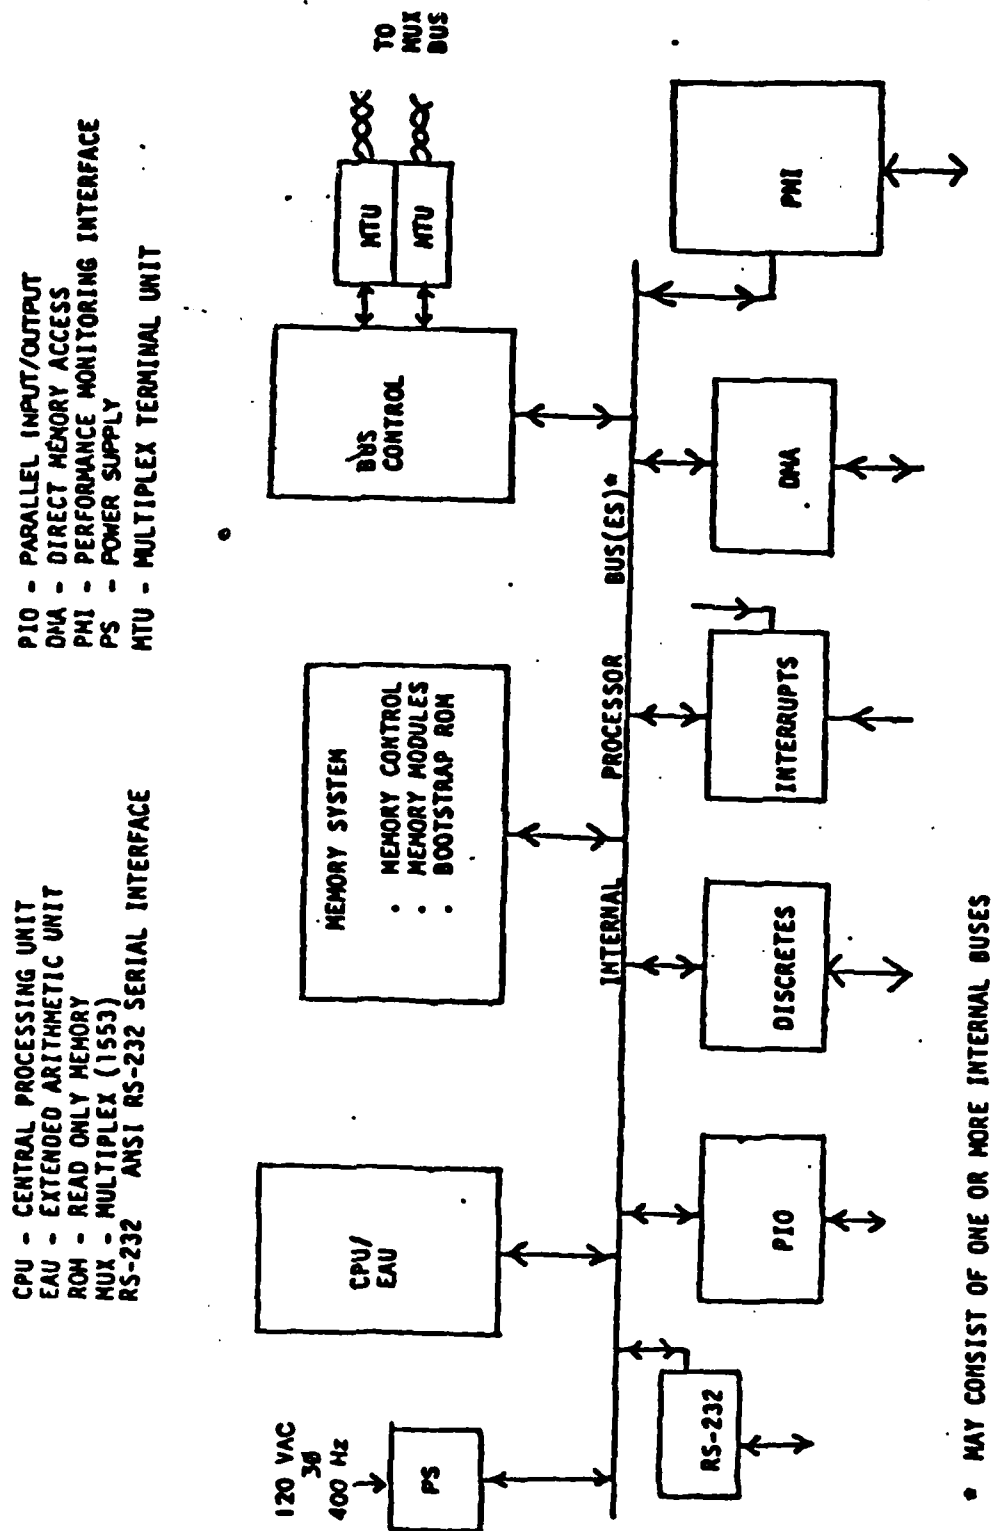 CPU - CENTRAL PROCESSING UNIT
EAU - EXTENDED ARITHMETIC UNIT
ROM - READ ONLY MEMORY
MUX - MULTIPLEX (1553)
RS-232 ANSI RS-232 SERIAL INTERFACE
PIO - PARALLEL INPUT/OUTPUT
DMA - DIRECT MEMORY ACCESS
PMI - PERFORMANCE MONITORING INTERFACE
PS - POWER SUPPLY
MTU - MULTIPLEX TERMINAL UNIT
120 VAC
3Ø
400 Hz
PS
CPU/
EAU
MEMORY SYSTEM
• MEMORY CONTROL
• MEMORY MODULES
• BOOTSTRAP ROM
BUS
CONTROL
MTU
MTU
TO
MUX
BUS
INTERNAL PROCESSOR BUS(ES)*
RS-232
PIO
DISCRETES
INTERRUPTS
DMA
PMI
* MAY CONSIST OF ONE OR MORE INTERNAL BUSES